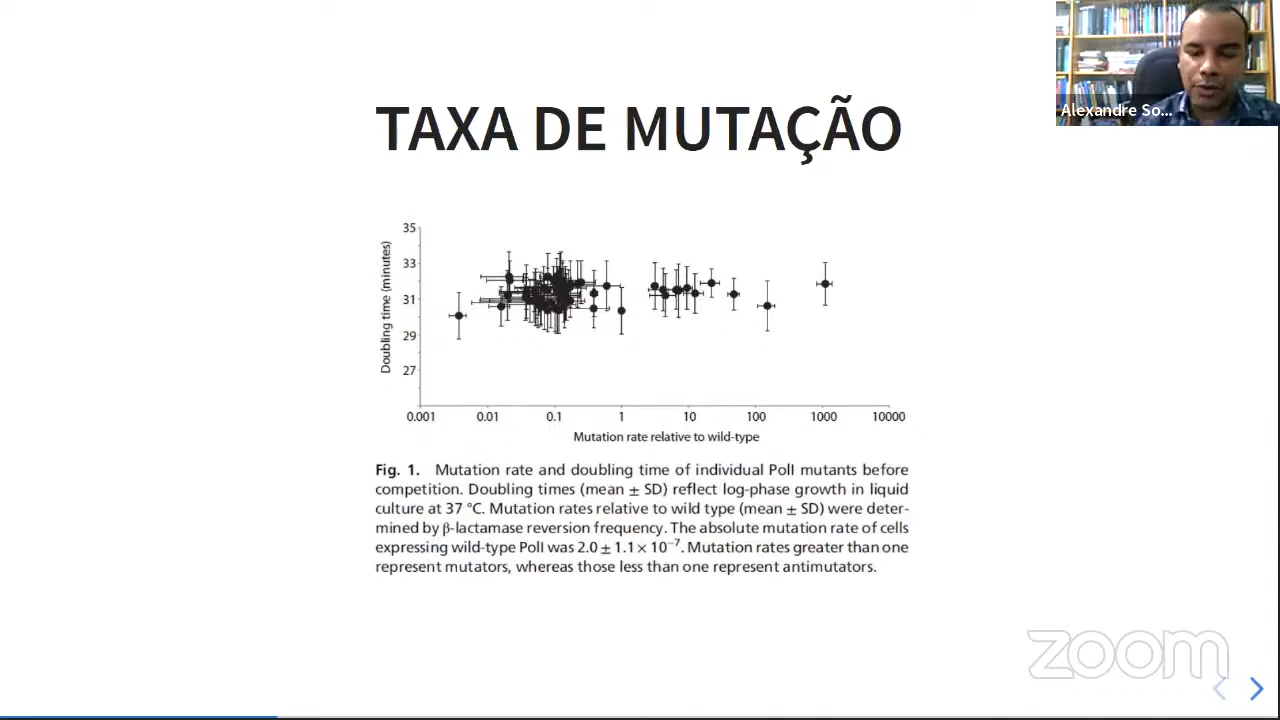 Alexandre So...
TAXA DE MUTAÇÃO
35
33
31
29
27
Doubling time (minutes)
0.001 0.01 0.1 1 10 100 1000 10000
Mutation rate relative to wild-type
Fig. 1. Mutation rate and doubling time of individual PolI mutants before
competition. Doubling times (mean ± SD) reflect log-phase growth in liquid
culture at 37 °C. Mutation rates relative to wild type (mean ± SD) were deter-
mined by β-lactamase reversion frequency. The absolute mutation rate of cells
expressing wild-type PolI was 2.0 ± 1.1 × 10⁻⁷. Mutation rates greater than one
represent mutators, whereas those less than one represent antimutators.
zoom